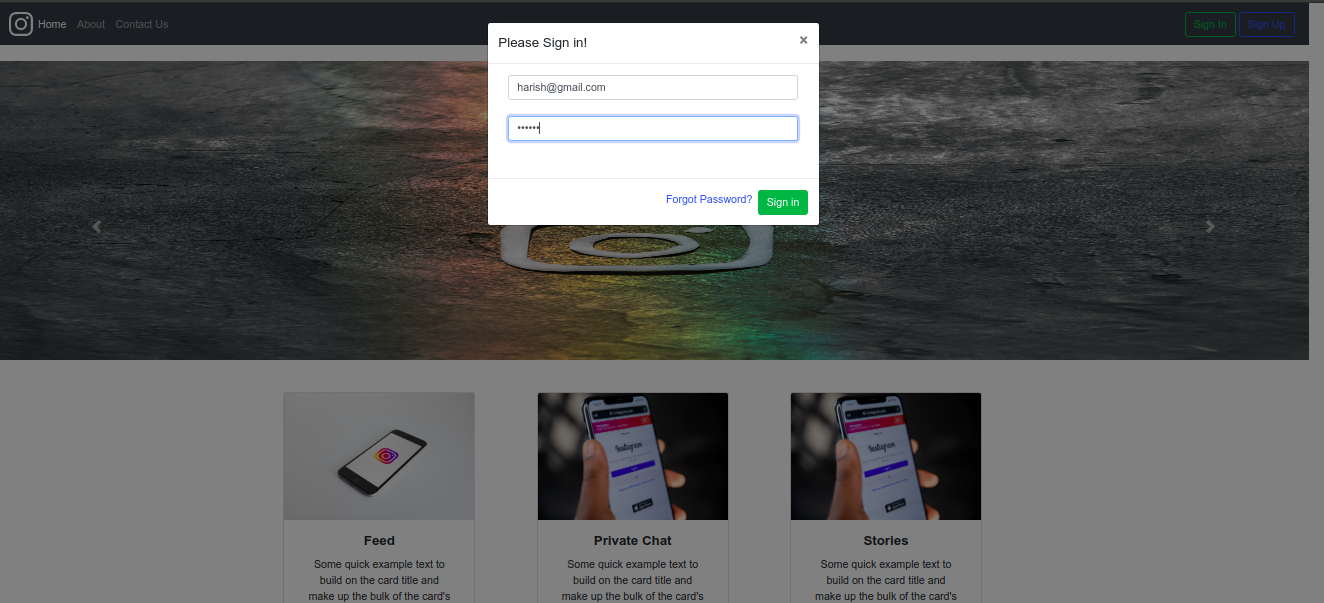 Home About Contact Us
Sign In Sign Up
Please Sign in!
×
harish@gmail.com
••••••
Forgot Password? Sign in
Instagram
Instagram
Feed
Private Chat
Stories
Some quick example text to
build on the card title and
make up the bulk of the card's
Some quick example text to
build on the card title and
make up the bulk of the card's
Some quick example text to
build on the card title and
make up the bulk of the card's